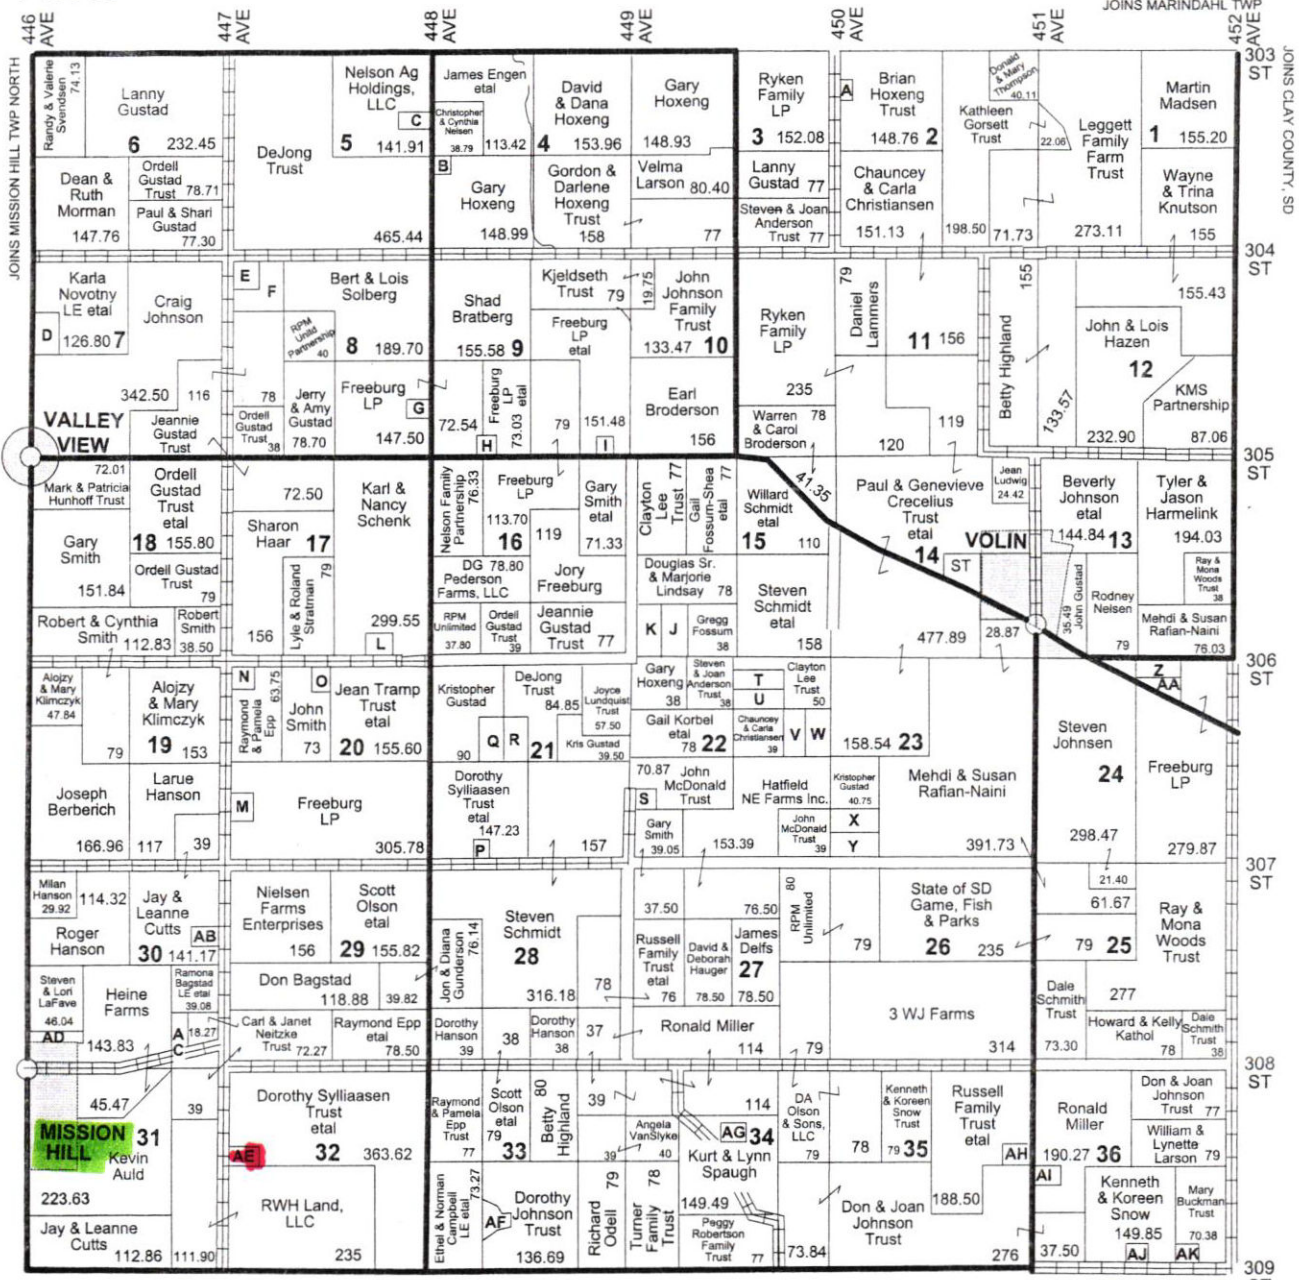 JOINS MARINDAHL TWP
446 AVE
447 AVE
448 AVE
449 AVE
450 AVE
451 AVE
452 AVE
JOINS MISSION HILL TWP NORTH
JOINS CLAY COUNTY, SD
303 ST
Randy & Valerie Svendsen 74.13
Lanny
Gustad
6 232.45
Dean &
Ruth
Morman
147.76
Ordell
Gustad
Trust 78.71
Paul & Shari
Gustad
77.30
DeJong
Trust
465.44
Nelson Ag
Holdings,
LLC
C
5 141.91
James Engen
etal
Christopher
& Cynthia
Nelsen
38.79
113.42
B
Gary
Hoxeng
148.99
David
& Dana
Hoxeng
4 153.96
Gordon &
Darlene
Hoxeng
Trust
158
Gary
Hoxeng
148.93
Velma
Larson 80.40
77
Ryken
Family
LP
3 152.08
Lanny
Gustad 77
Steven & Joan
Anderson
Trust 77
A
Brian
Hoxeng
Trust
148.76 2
Chauncey
& Carla
Christiansen
151.13
Donald
& Mary
Thompson
40.11
Kathleen
Gorsett
Trust
22.06
198.50
71.73
Leggett
Family
Farm
Trust
273.11
Martin
Madsen
1 155.20
Wayne
& Trina
Knutson
155
304 ST
Karla
Novotny
LE etal
D
126.80 7
Craig
Johnson
342.50
116
Jeannie
Gustad
Trust
VALLEY
VIEW
E
F
RPM
Unltd
Partnership
40
Bert & Lois
Solberg
8 189.70
78
Ordell
Gustad
Trust 38
Jerry
& Amy
Gustad
78.70
Freeburg
LP
G
147.50
Shad
Bratberg
155.58 9
72.54
Freeburg LP etal
73.03
H
Kjeldseth
Trust 79
Freeburg
LP
etal
79
151.48
I
19.75
John
Johnson
Family
Trust
133.47 10
Earl
Broderson
156
Ryken
Family
LP
235
Warren 78
& Carol
Broderson
79
Daniel Lammers
11 156
120
119
Betty Highland
155
133.57
155.43
John & Lois
Hazen
12
232.90
KMS
Partnership
87.06
305 ST
72.01
Mark & Patricia
Hunhoff Trust
Ordell
Gustad
Trust
etal
18 155.80
Gary
Smith
151.84
Ordell Gustad
Trust
79
Robert & Cynthia
Smith 112.83
Robert
Smith
38.50
72.50
Sharon
Haar 17
Lyle & Roland Stratman 79
156
Karl &
Nancy
Schenk
299.55
L
Nelson Family Partnership 76.33
Freeburg
LP
113.70
16
119
Gary
Smith
etal
71.33
DG 78.80
Pederson
Farms, LLC
Jory
Freeburg
RPM
Unlimited
37.80
Ordell
Gustad
Trust
39
Jeannie
Gustad
Trust 77
Clayton Lee Trust 77
Gail Fossum-Shea etal 77
Willard
Schmidt
etal
15 110
41.35
Douglas Sr.
& Marjorie
Lindsay 78
K J
Gregg
Fossum
38
Steven
Schmidt
etal
158
Paul & Genevieve
Crecelius
Trust
etal
14
Jean
Ludwig
24.42
VOLIN
ST
477.89
28.87
Beverly
Johnson
etal
144.84 13
35.49 John Gustad
Rodney
Nelsen
79
Tyler &
Jason
Harmelink
194.03
Ray &
Mona
Woods
Trust
38
Mehdi & Susan
Rafian-Naini
76.03
306 ST
Alojzy
& Mary
Klimczyk
47.84
79
Alojzy
& Mary
Klimczyk
19 153
Joseph
Berberich
166.96
Larue
Hanson
117
39
N
Raymond & Pamela Epp 63.75
O
John
Smith
73
Jean Tramp
etal
20 155.60
M
Freeburg
LP
305.78
Kristopher
Gustad
90
DeJong
Trust
84.85
Q R
21
Joyce
Lundquist
Trust
57.50
Kris Gustad
39.50
Dorothy
Sylliaasen
Trust
etal
147.23
P
157
Gary
Hoxeng
38
Steven
& Joan
Anderson
Trust
38
T
U
Clayton
Lee
Trust
50
Gail Korbel
etal
78 22
Chauncey
& Carla
Christiansen
39
V W
158.54 23
70.87 John
McDonald
Trust
S
Gary
Smith
39.05
153.39
Hatfield
NE Farms Inc.
John
McDonald
Trust
39
Kristopher
Gustad
40.75
X
Y
Mehdi & Susan
Rafian-Naini
391.73
Z
AA
Steven
Johnsen
24
298.47
Freeburg
LP
279.87
307 ST
Milan
Hanson
29.92
114.32
Roger
Hanson
Jay &
Leanne
Cutts
AB
30 141.17
Steven
& Lori
LaFave
46.04
AD
Heine
Farms
143.83
Ramona
Bagstad
LE etal
39.08
A
C
18.27
Nielsen
Farms
Enterprises
156
Scott
Olson
etal
29 155.82
Don Bagstad
118.88
39.82
Carl & Janet
Neitzke
Trust 72.27
Raymond Epp
etal
78.50
Jon & Diana Gunderson 76.14
Steven
Schmidt
28
316.18
78
Dorothy
Hanson
39
38
Dorothy
Hanson
38
37
37.50
76.50
Russell
Family
Trust
etal
76
David &
Deborah
Hauger
78.50
James
Delfs
27
78.50
Ronald Miller
114
RPM Unlimited 80
79
79
State of SD
Game, Fish
& Parks
26 235
3 WJ Farms
314
21.40
61.67
79 25
Ray &
Mona
Woods
Trust
277
Dale
Schmith
Trust
73.30
Howard & Kelly
Kathol
78
Dale
Schmith
Trust
38
308 ST
45.47
39
MISSION
HILL 31
Kevin
Auld
223.63
Jay & Leanne
Cutts
112.86
111.90
Dorothy Sylliaasen
Trust
etal
AE
32 363.62
RWH Land,
LLC
235
Raymond
& Pamela
Epp
Trust
77
Scott
Olson
etal
79
33
Betty Highland 80
39
39
Angela
VanSlyke
40
Ethel & Norman Campbell LE etal 73.27
AF
Dorothy
Johnson
Trust
136.69
Richard Odell 79
Turner Family Trust 78
114
AG 34
Kurt & Lynn
Spaugh
149.49
Peggy
Robertson
Family
Trust
77
DA
Olson
& Sons,
LLC
79
73.84
78
Kenneth
& Koreen
Snow
Trust
79 35
Russell
Family
Trust
etal
AH
188.50
Don & Joan
Johnson
Trust
276
Ronald
Miller
190.27 36
AI
37.50
Don & Joan
Johnson
Trust 77
William &
Lynette
Larson 79
Kenneth
& Koreen
Snow
149.85
AJ
Mary
Buckman
Trust
70.38
AK
309